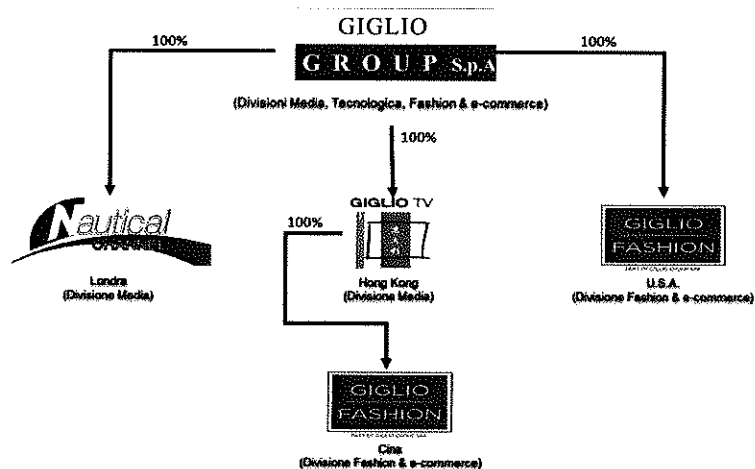 GIGLIO
GROUP S.p.A
(Divisioni Media, Tecnologica, Fashion & e-commerce)
100%
100%
100%
Nautical
CHANNEL
Londra
(Divisione Media)
GIGLIO TV
100%
Hong Kong
(Divisione Media)
GIGLIO
FASHION
U.S.A.
(Divisione Fashion & e-commerce)
GIGLIO
FASHION
Cina
(Divisione Fashion & e-commerce)